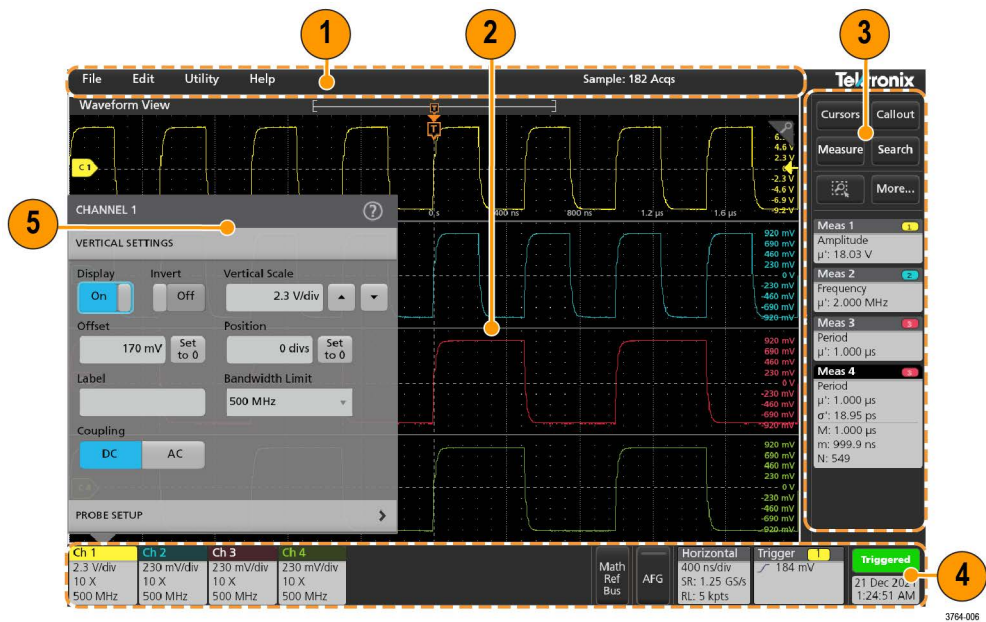 1
2
3
File Edit Utility Help Sample: 182 Acqs Tektronix
Waveform View
T
T
Cursors Callout
4.6 V
2.3 V
C1
Measure Search
-2.3 V
-4.6 V
-6.9 V
-9.2 V
More...
0 s 400 ns 800 ns 1.2 µs 1.6 µs
5
CHANNEL 1 ?
VERTICAL SETTINGS
Display Invert Vertical Scale
On Off 2.3 V/div
Offset Position
170 mV Set to 0 0 divs Set to 0
Label Bandwidth Limit
500 MHz
Coupling
DC AC
PROBE SETUP
920 mV
690 mV
460 mV
230 mV
0 V
-230 mV
-460 mV
-690 mV
-920 mV
920 mV
690 mV
460 mV
230 mV
0 V
-230 mV
-460 mV
-690 mV
-920 mV
920 mV
690 mV
460 mV
230 mV
0 V
-230 mV
-460 mV
-690 mV
-920 mV
Meas 1 1
Amplitude
µ': 18.03 V
Meas 2 2
Frequency
µ': 2.000 MHz
Meas 3 3
Period
µ': 1.000 µs
Meas 4 3
Period
µ': 1.000 µs
σ': 18.95 ps
M: 1.000 µs
m: 999.9 ns
N: 549
Ch 1
2.3 V/div
10 X
500 MHz
Ch 2
230 mV/div
10 X
500 MHz
Ch 3
230 mV/div
10 X
500 MHz
Ch 4
230 mV/div
10 X
500 MHz
Math
Ref
Bus
AFG
Horizontal
400 ns/div
SR: 1.25 GS/s
RL: 5 kpts
Trigger 1
184 mV
Triggered
21 Dec 2021
1:24:51 AM
4
3764-006